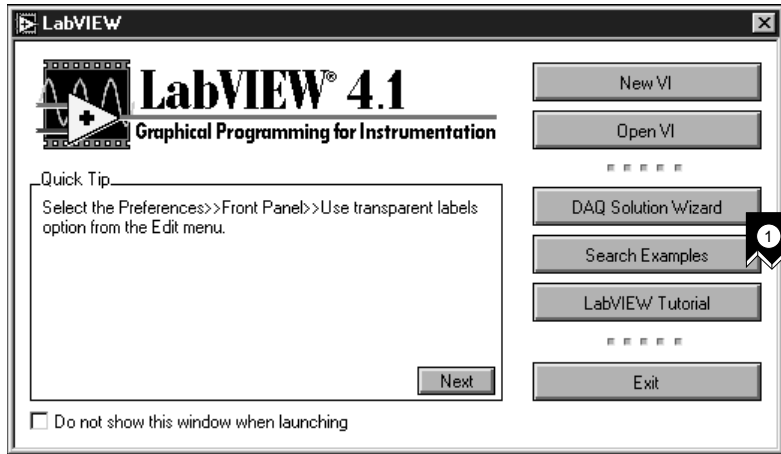 LabVIEW
LabVIEW® 4.1
Graphical Programming for Instrumentation
Quick Tip
Select the Preferences>>Front Panel>>Use transparent labels
option from the Edit menu.
Next
Do not show this window when launching
New VI
Open VI
DAQ Solution Wizard
1
Search Examples
LabVIEW Tutorial
Exit